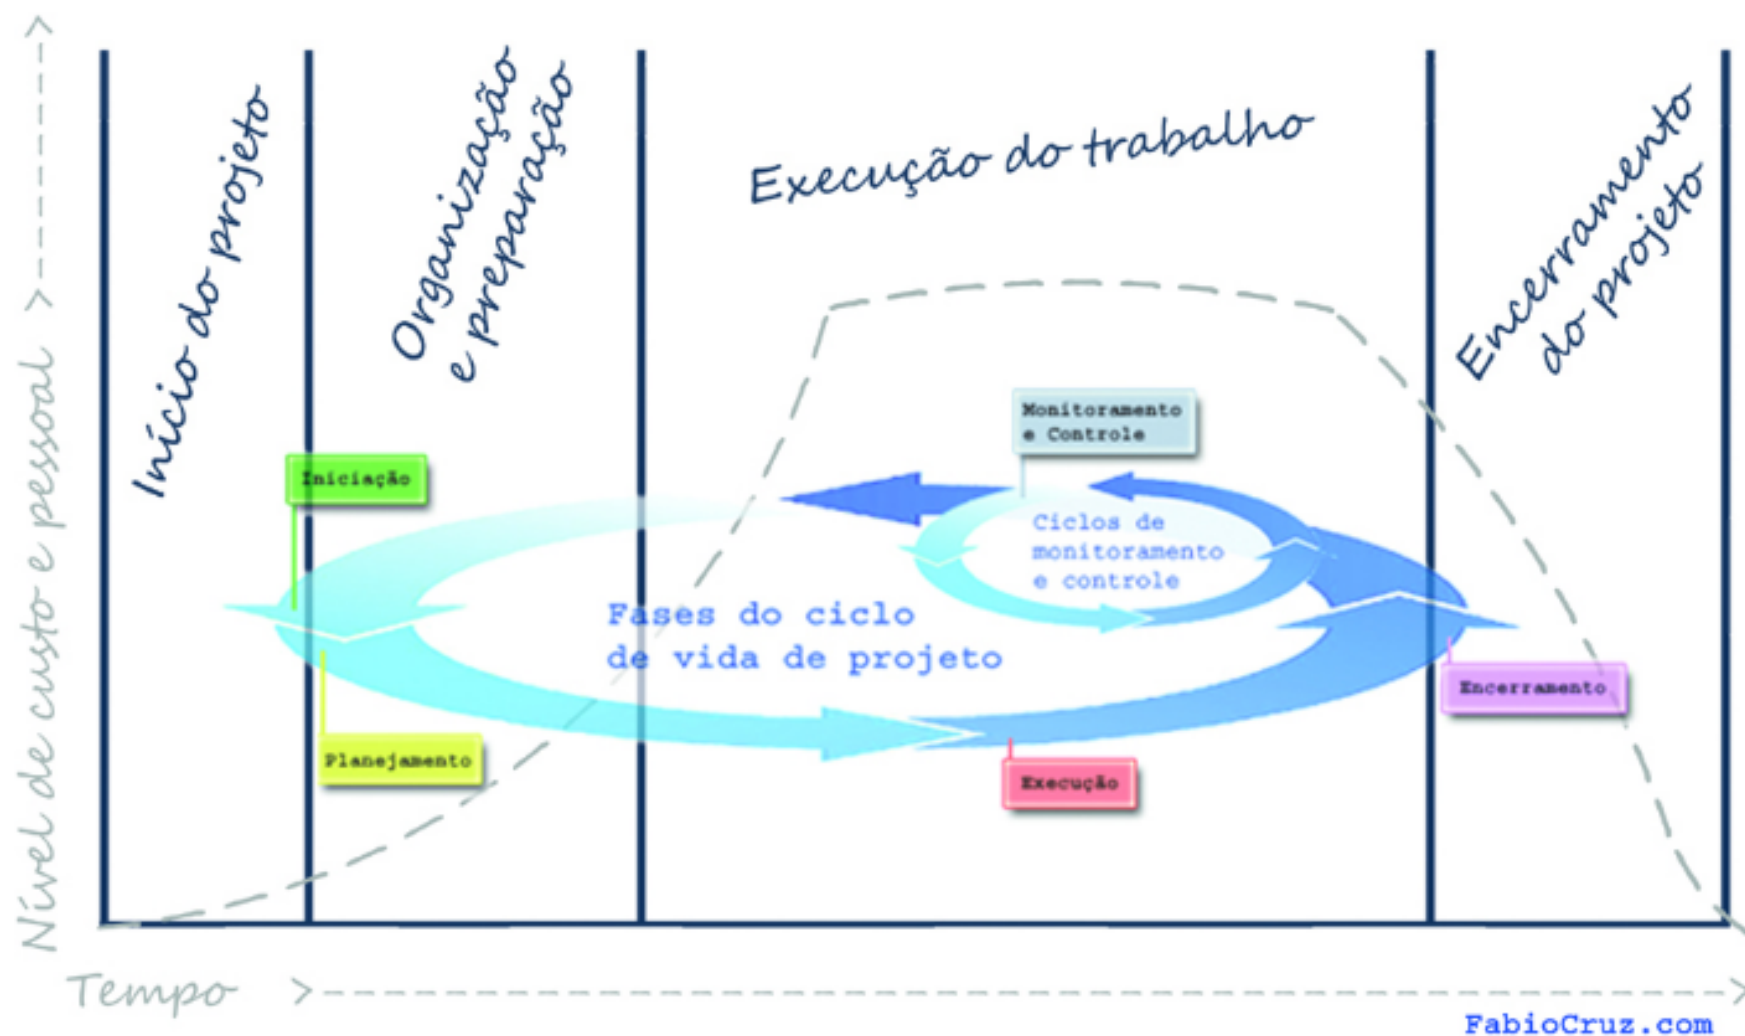 Nível de custo e pessoal
Início do projeto
Organização
e preparação
Execução do trabalho
Encerramento
do projeto
Iniciação
Monitoramento
e Controle
Ciclos de
monitoramento
e controle
Fases do ciclo
de vida de projeto
Planejamento
Encerramento
Execução
Tempo
FabioCruz.com